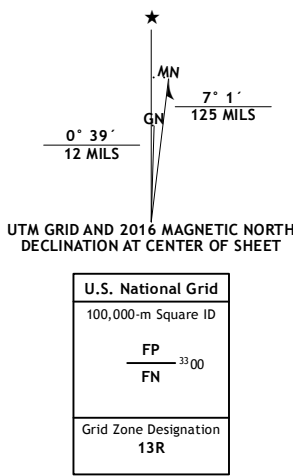 ★
MN
7° 1´
125 MILS
GN
0° 39´
12 MILS
UTM GRID AND 2016 MAGNETIC NORTH
DECLINATION AT CENTER OF SHEET
U.S. National Grid
100,000-m Square ID
FP
3300
FN
Grid Zone Designation
13R